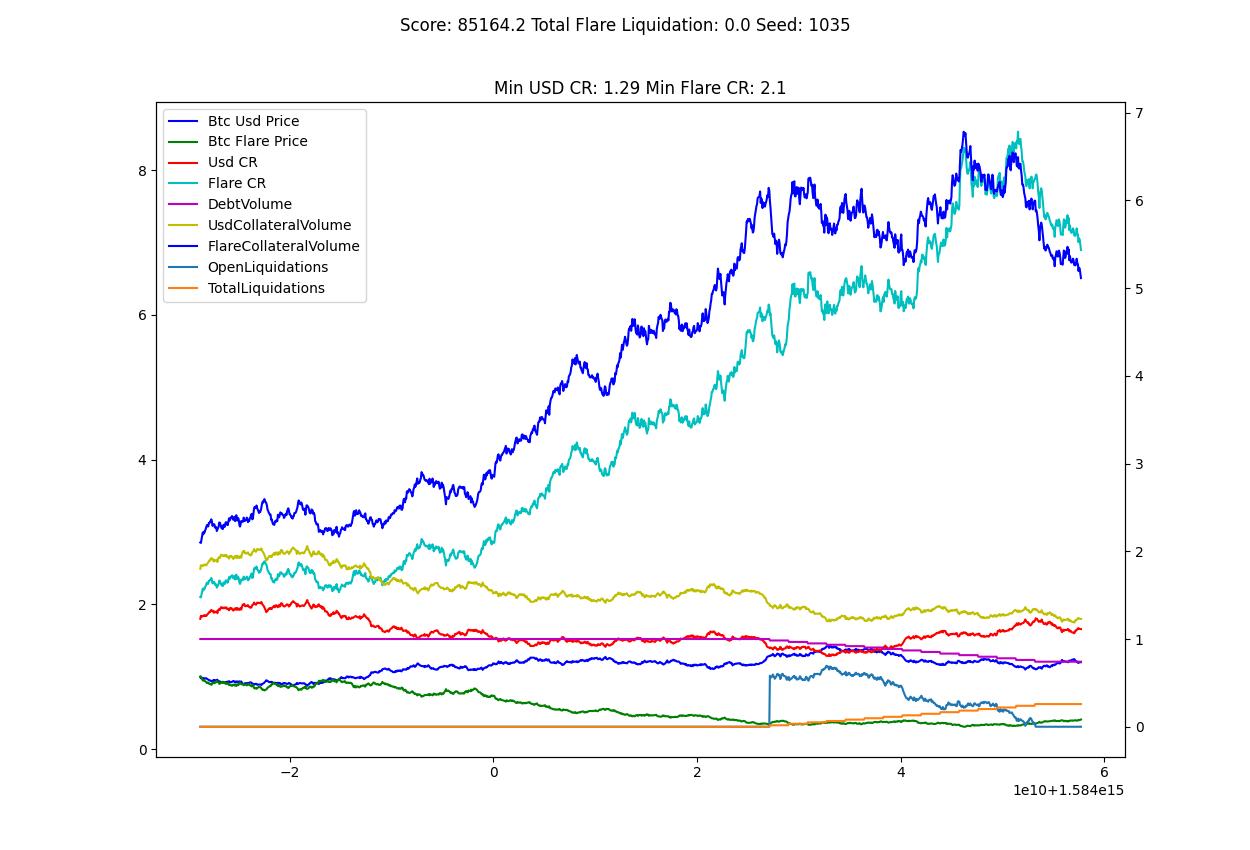 Score: 85164.2 Total Flare Liquidation: 0.0 Seed: 1035
Min USD CR: 1.29 Min Flare CR: 2.1
Btc Usd Price
Btc Flare Price
Usd CR
Flare CR
DebtVolume
UsdCollateralVolume
FlareCollateralVolume
OpenLiquidations
TotalLiquidations
8
6
4
2
0
7
6
5
4
3
2
1
0
−2
0
2
4
6
1e10+1.584e15